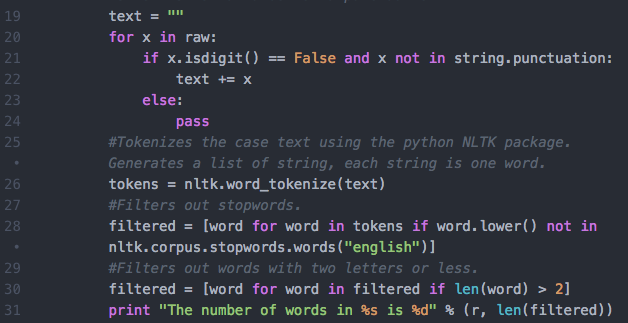 19 text = ""
20 for x in raw:
21 if x.isdigit() == False and x not in string.punctuation:
22 text += x
23 else:
24 pass
25 #Tokenizes the case text using the python NLTK package.
• Generates a list of string, each string is one word.
26 tokens = nltk.word_tokenize(text)
27 #Filters out stopwords.
28 filtered = [word for word in tokens if word.lower() not in
• nltk.corpus.stopwords.words("english")]
29 #Filters out words with two letters or less.
30 filtered = [word for word in filtered if len(word) > 2]
31 print "The number of words in %s is %d" % (r, len(filtered))